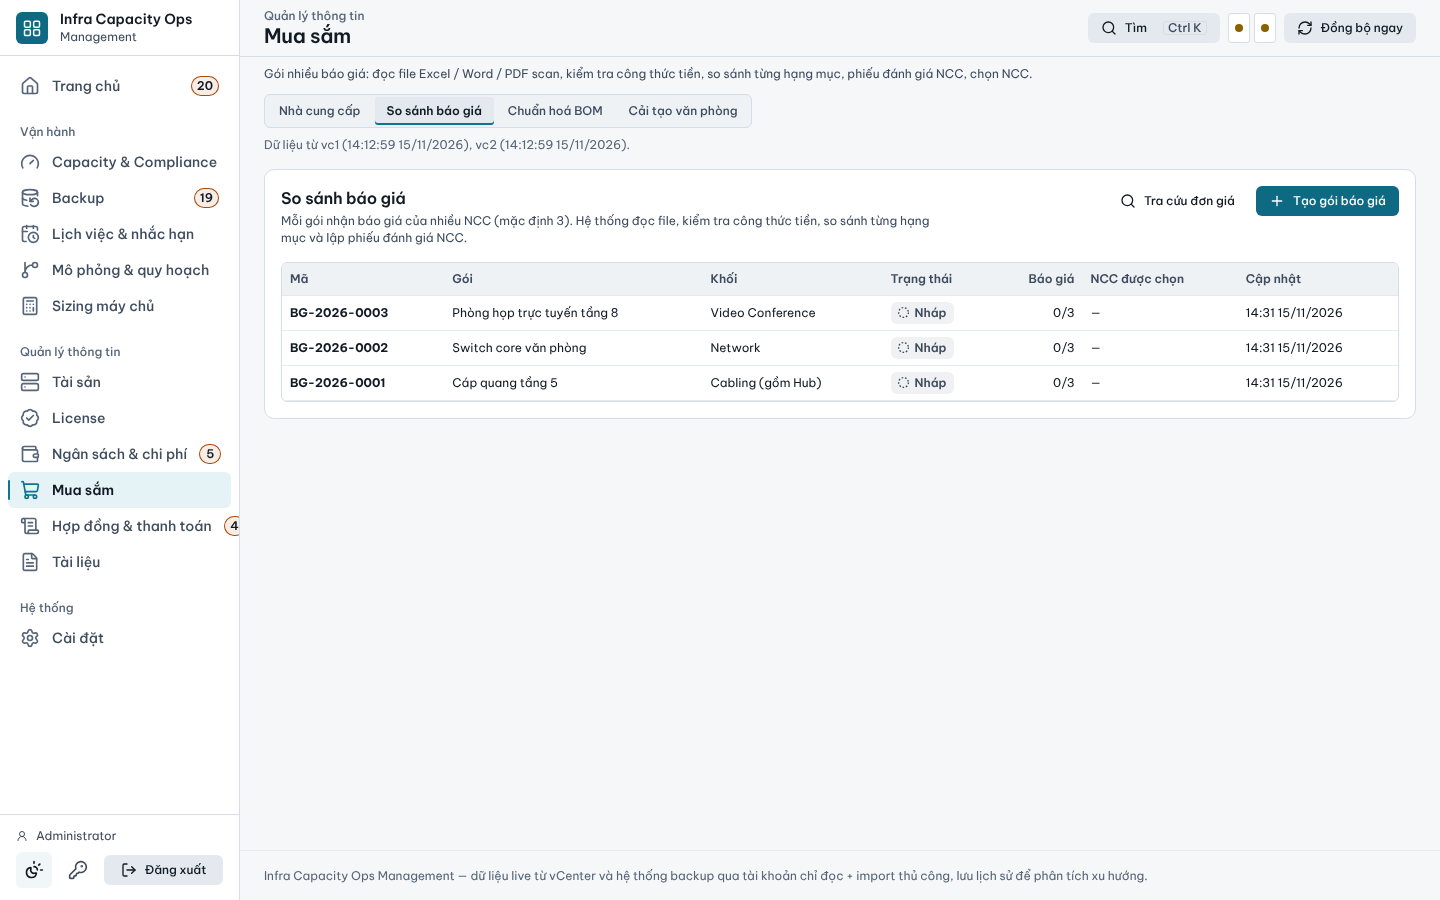 Infra Capacity Ops
Management
Trang chủ 20
Vận hành
Capacity & Compliance
Backup 19
Lịch việc & nhắc hạn
Mô phỏng & quy hoạch
Sizing máy chủ
Quản lý thông tin
Tài sản
License
Ngân sách & chi phí 5
Mua sắm
Hợp đồng & thanh toán 4
Tài liệu
Hệ thống
Cài đặt
Administrator
Đăng xuất
Quản lý thông tin
Mua sắm
Tìm Ctrl K
Đồng bộ ngay
Gói nhiều báo giá: đọc file Excel / Word / PDF scan, kiểm tra công thức tiền, so sánh từng hạng mục, phiếu đánh giá NCC, chọn NCC.
Nhà cung cấp So sánh báo giá Chuẩn hoá BOM Cải tạo văn phòng
Dữ liệu từ vc1 (14:12:59 15/11/2026), vc2 (14:12:59 15/11/2026).
So sánh báo giá
Mỗi gói nhận báo giá của nhiều NCC (mặc định 3). Hệ thống đọc file, kiểm tra công thức tiền, so sánh từng hạng
mục và lập phiếu đánh giá NCC.
Tra cứu đơn giá
Tạo gói báo giá
Mã Gói Khối Trạng thái Báo giá NCC được chọn Cập nhật
BG-2026-0003 Phòng họp trực tuyến tầng 8 Video Conference Nháp 0/3 — 14:31 15/11/2026
BG-2026-0002 Switch core văn phòng Network Nháp 0/3 — 14:31 15/11/2026
BG-2026-0001 Cáp quang tầng 5 Cabling (gồm Hub) Nháp 0/3 — 14:31 15/11/2026
Infra Capacity Ops Management — dữ liệu live từ vCenter và hệ thống backup qua tài khoản chỉ đọc + import thủ công, lưu lịch sử để phân tích xu hướng.